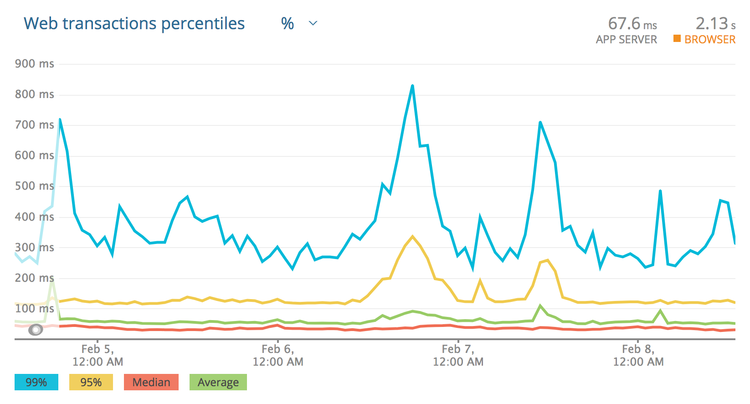 Web transactions percentiles
%
67.6 ms
APP SERVER
2.13 s
BROWSER
900 ms
800 ms
700 ms
600 ms
500 ms
400 ms
300 ms
200 ms
100 ms
Feb 5,
12:00 AM
Feb 6,
12:00 AM
Feb 7,
12:00 AM
Feb 8,
12:00 AM
99%
95%
Median
Average